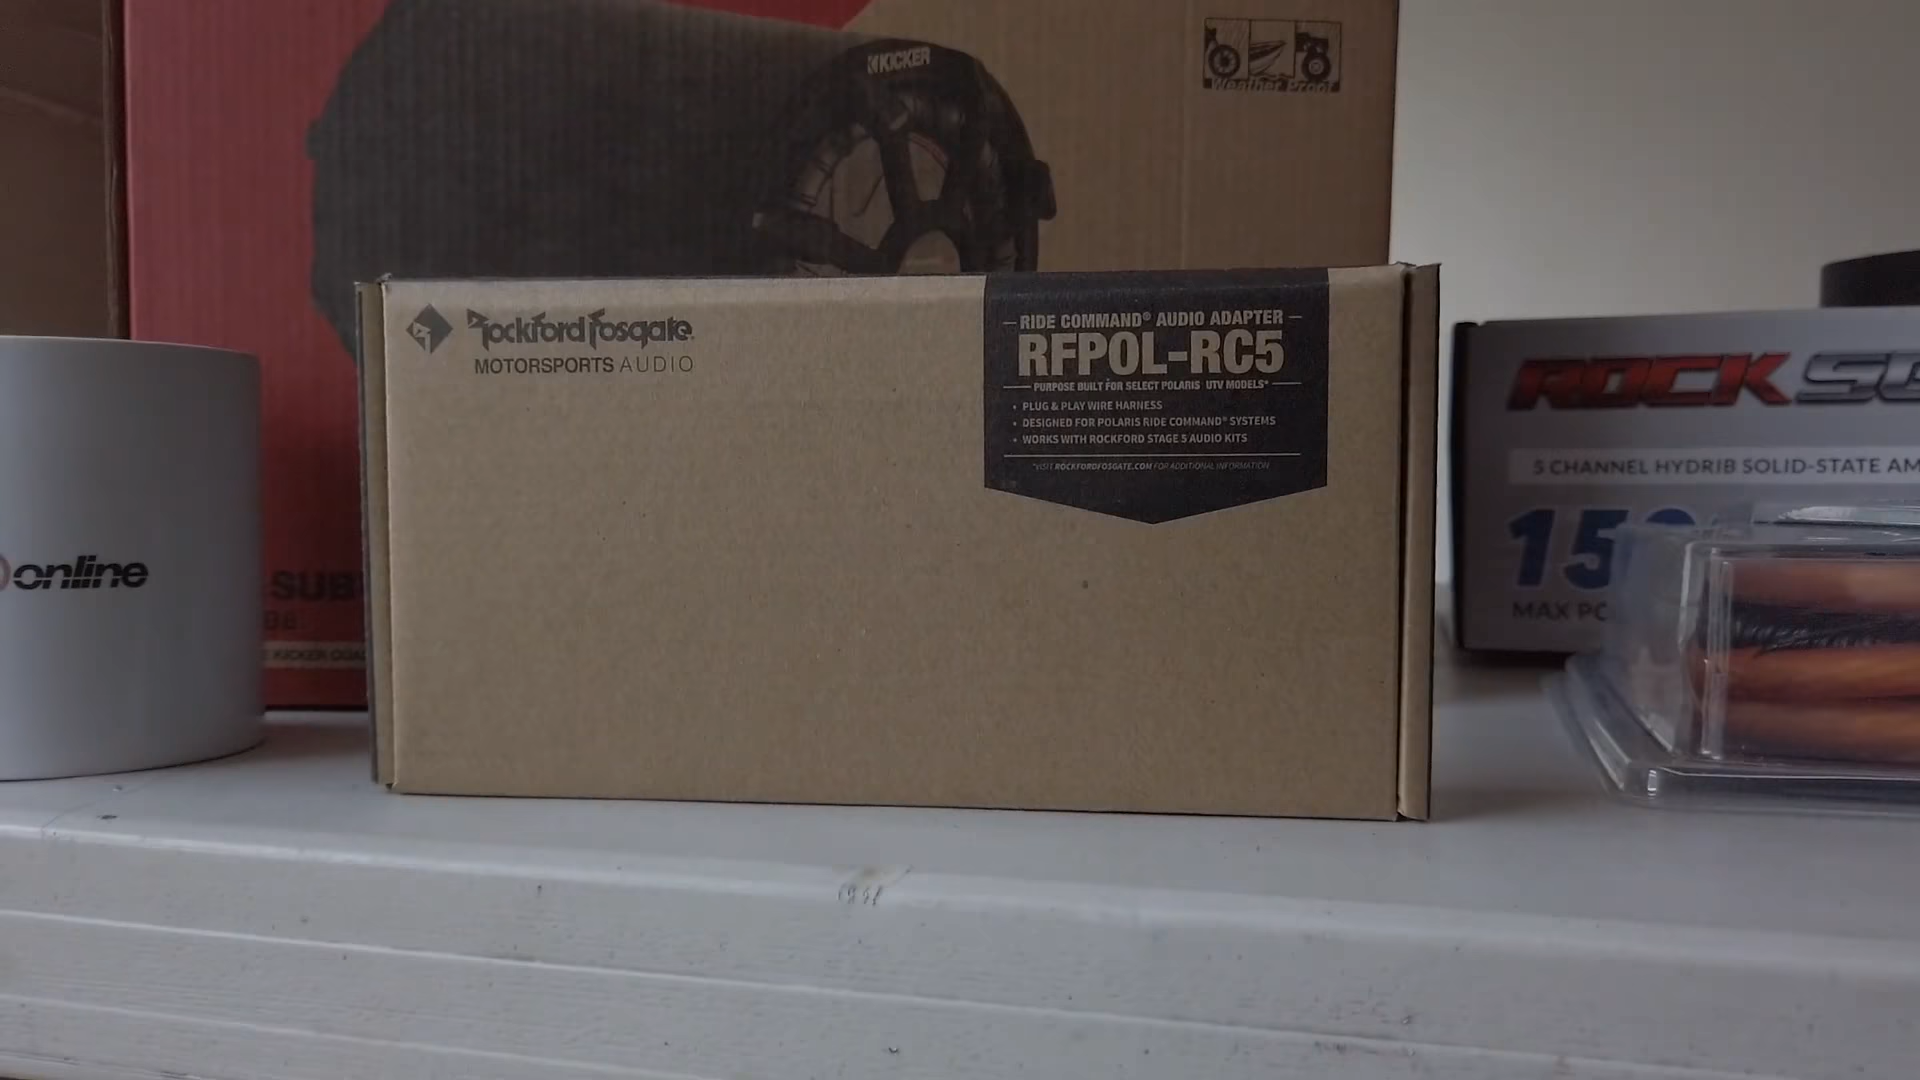 KICKER
Weather Proof
Rockford Fosgate
MOTORSPORTS AUDIO
RIDE COMMAND® AUDIO ADAPTER
RFPOL-RC5
PURPOSE BUILT FOR SELECT POLARIS UTV MODELS*
• PLUG & PLAY WIRE HARNESS
• DESIGNED FOR POLARIS RIDE COMMAND® SYSTEMS
• WORKS WITH ROCKFORD STAGE 5 AUDIO KITS
*VISIT ROCKFORDFOSGATE.COM FOR ADDITIONAL INFORMATION
online
SUB
KICKER
ROCK
5 CHANNEL HYDRIB SOLID-STATE AM
15
MAX